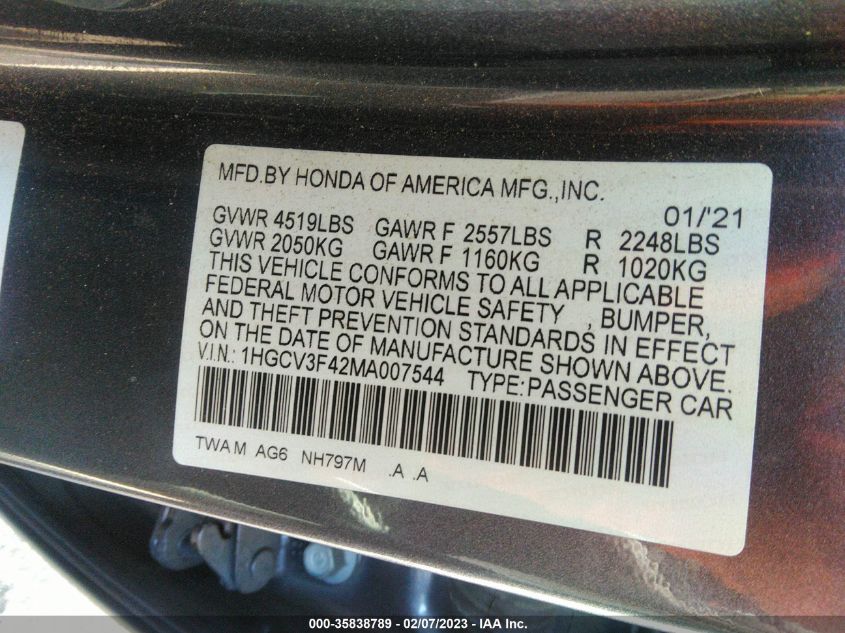 MFD.BY HONDA OF AMERICA MFG.,INC.
01/'21
GVWR 4519LBS GAWR F 2557LBS R 2248LBS
GVWR 2050KG GAWR F 1160KG R 1020KG
THIS VEHICLE CONFORMS TO ALL APPLICABLE
FEDERAL MOTOR VEHICLE SAFETY , BUMPER,
AND THEFT PREVENTION STANDARDS IN EFFECT
ON THE DATE OF MANUFACTURE SHOWN ABOVE.
V.I.N.: 1HGCV3F42MA007544 TYPE:PASSENGER CAR
TWA M AG6 NH797M .A .A
000-35838789 - 02/07/2023 - IAA Inc.